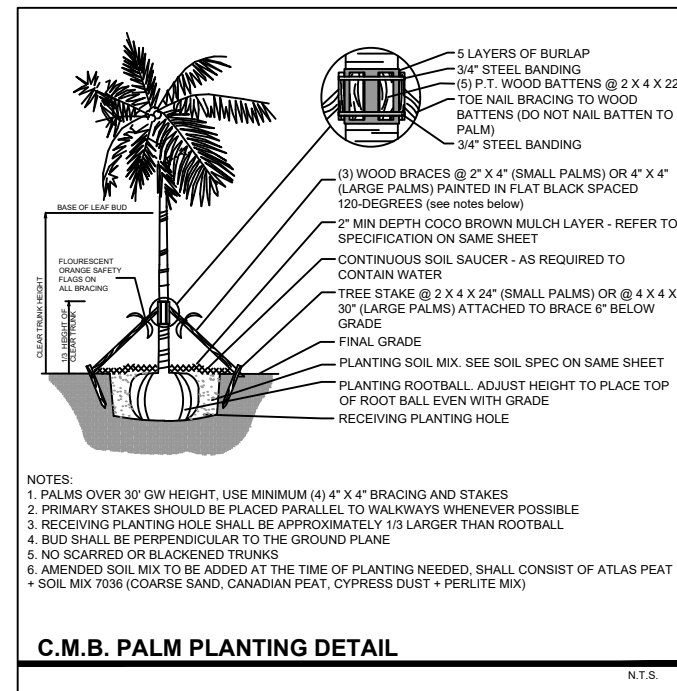 5 LAYERS OF BURLAP
3/4" STEEL BANDING
(5) P.T. WOOD BATTENS @ 2 X 4 X 22
TOE NAIL BRACING TO WOOD
BATTENS (DO NOT NAIL BATTEN TO
PALM)
3/4" STEEL BANDING
(3) WOOD BRACES @ 2" X 4" (SMALL PALMS) OR 4" X 4"
(LARGE PALMS) PAINTED IN FLAT BLACK SPACED
120-DEGREES (see notes below)
2" MIN DEPTH COCO BROWN MULCH LAYER - REFER TO
SPECIFICATION ON SAME SHEET
CONTINUOUS SOIL SAUCER - AS REQUIRED TO
CONTAIN WATER
TREE STAKE @ 2 X 4 X 24" (SMALL PALMS) OR @ 4 X 4 X
30" (LARGE PALMS) ATTACHED TO BRACE 6" BELOW
GRADE
FINAL GRADE
PLANTING SOIL MIX. SEE SOIL SPEC ON SAME SHEET
PLANTING ROOTBALL. ADJUST HEIGHT TO PLACE TOP
OF ROOT BALL EVEN WITH GRADE
RECEIVING PLANTING HOLE
BASE OF LEAF BUD
FLOURESCENT
ORANGE SAFETY
FLAGS ON
ALL BRACING
CLEAR TRUNK HEIGHT
1/3 HEIGHT OF
CLEAR TRUNK
NOTES:
1. PALMS OVER 30' GW HEIGHT, USE MINIMUM (4) 4" X 4" BRACING AND STAKES
2. PRIMARY STAKES SHOULD BE PLACED PARALLEL TO WALKWAYS WHENEVER POSSIBLE
3. RECEIVING PLANTING HOLE SHALL BE APPROXIMATELY 1/3 LARGER THAN ROOTBALL
4. BUD SHALL BE PERPENDICULAR TO THE GROUND PLANE
5. NO SCARRED OR BLACKENED TRUNKS
6. AMENDED SOIL MIX TO BE ADDED AT THE TIME OF PLANTING NEEDED, SHALL CONSIST OF ATLAS PEAT
+ SOIL MIX 7036 (COARSE SAND, CANADIAN PEAT, CYPRESS DUST + PERLITE MIX)
C.M.B. PALM PLANTING DETAIL
N.T.S.